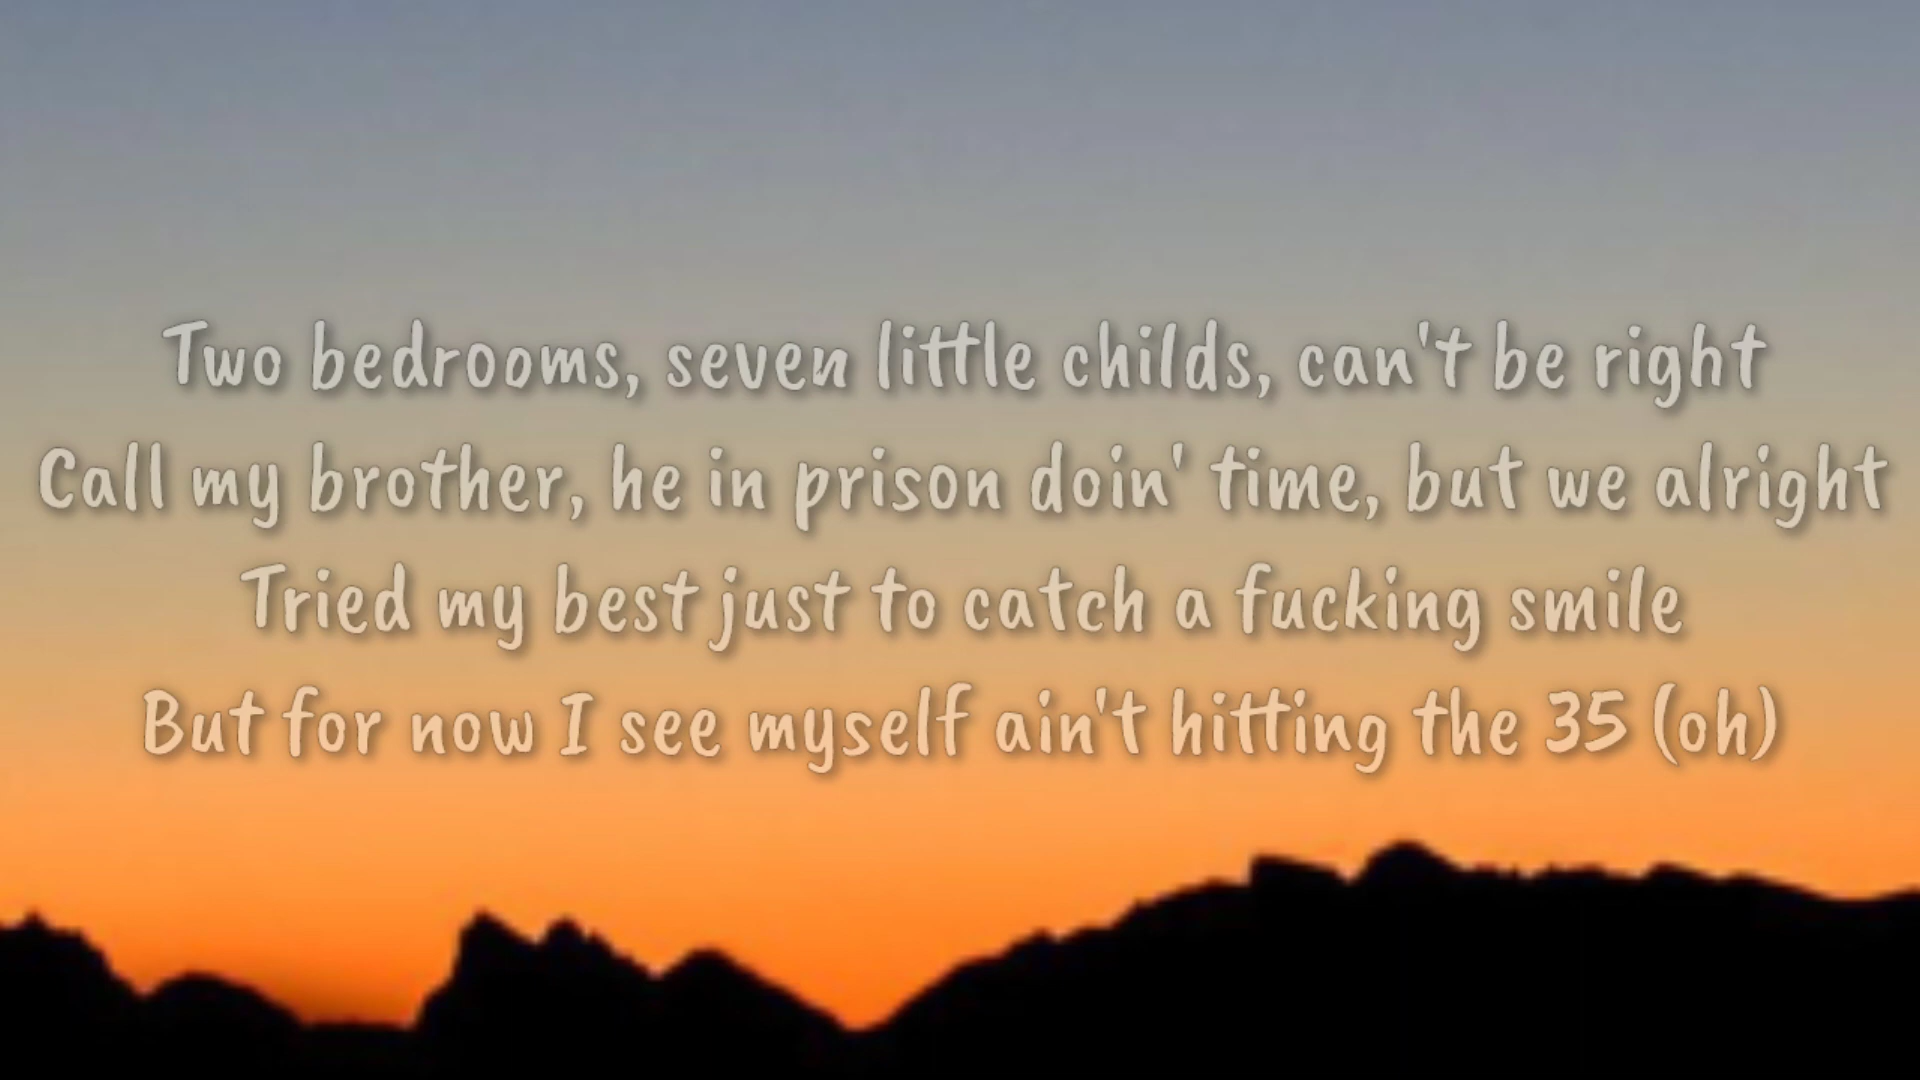 Two bedrooms, seven little childs, can't be right
Call my brother, he in prison doin' time, but we alright
Tried my best just to catch a fucking smile
But for now I see myself ain't hitting the 35 (oh)